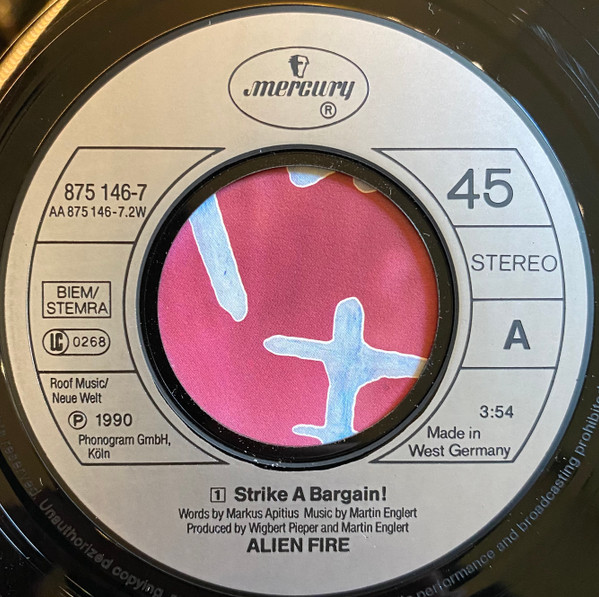 mercury
®
875 146-7
AA 875 146-7.2W
BIEM/
STEMRA
LC 0268
Roof Music/
Neue Welt
Ⓟ 1990
Phonogram GmbH,
Köln
45
STEREO
A
3:54
Made in
West Germany
1 Strike A Bargain!
Words by Markus Apitius Music by Martin Englert
Produced by Wigbert Pieper and Martin Englert
ALIEN FIRE
reserved. Unauthorized copying,
performance and broadcasting prohibited